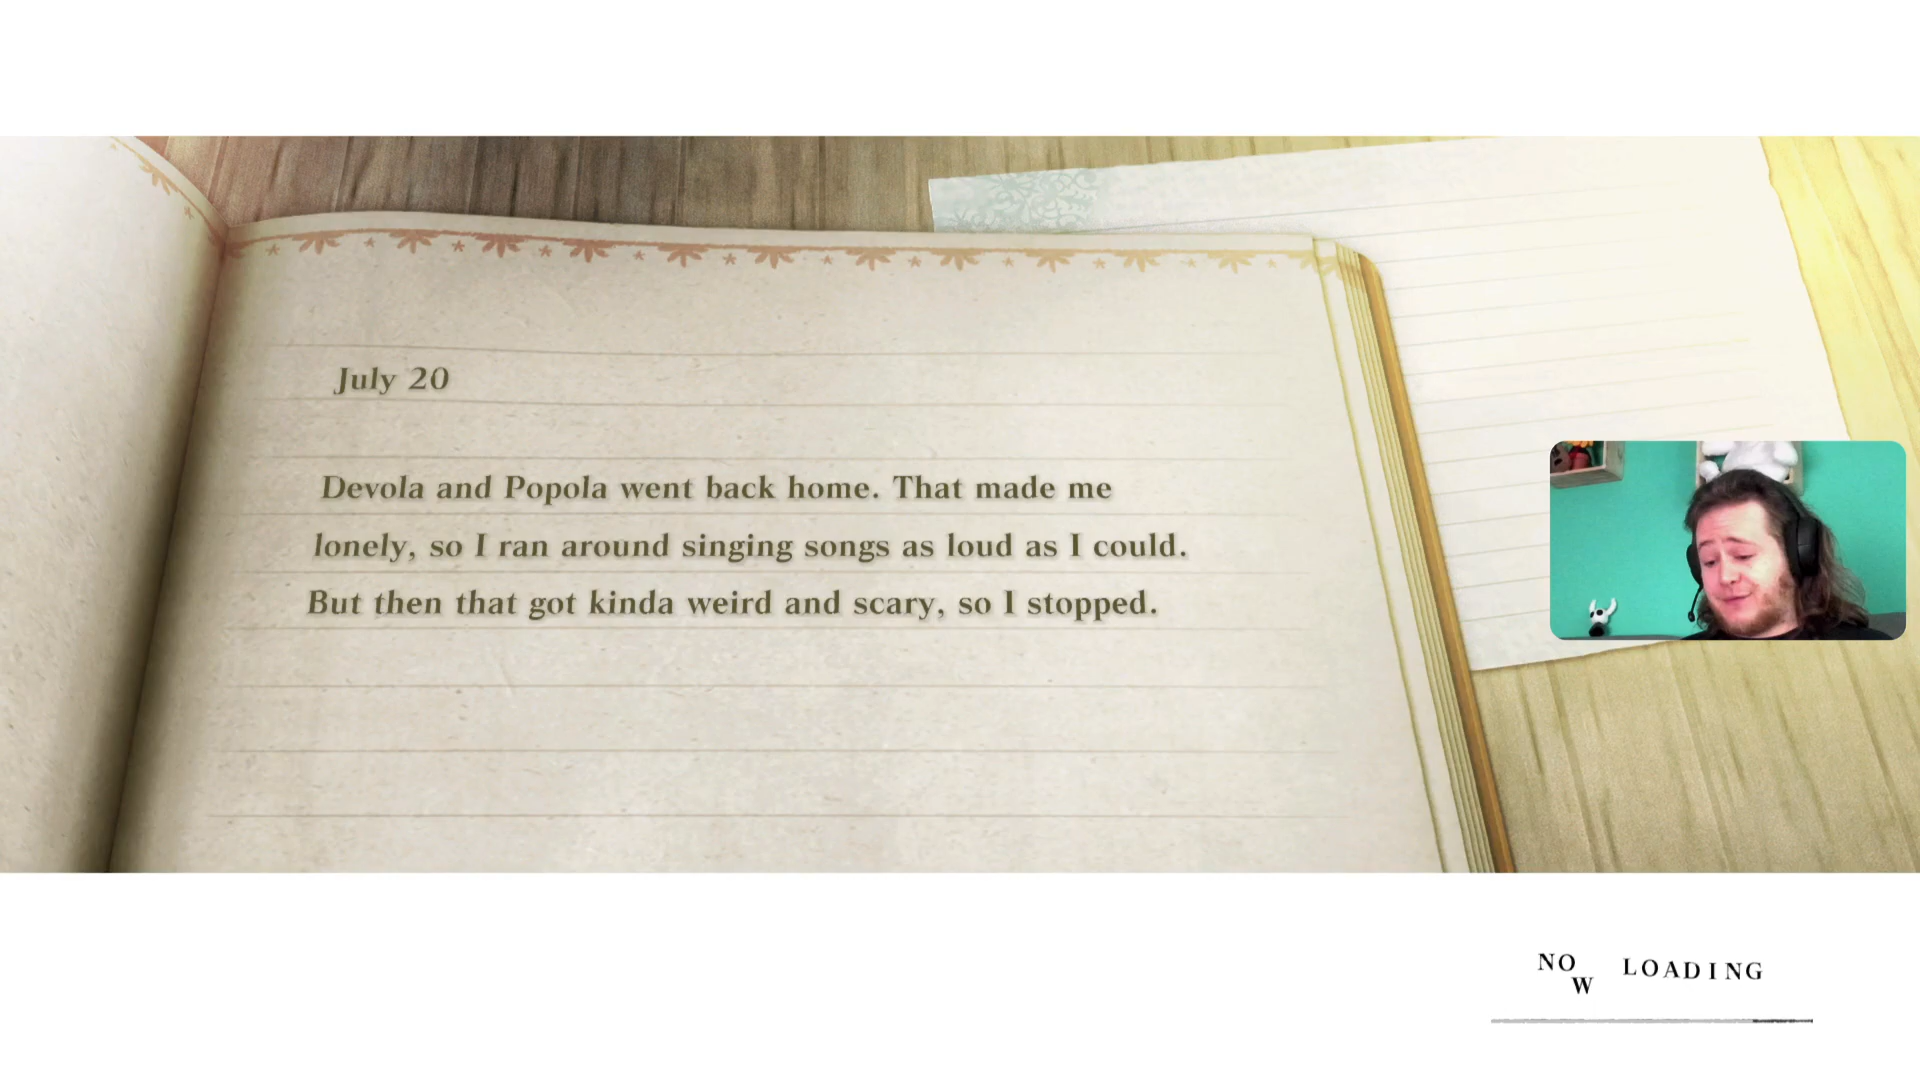 July 20
Devola and Popola went back home. That made me
lonely, so I ran around singing songs as loud as I could.
But then that got kinda weird and scary, so I stopped.
NOW LOADING